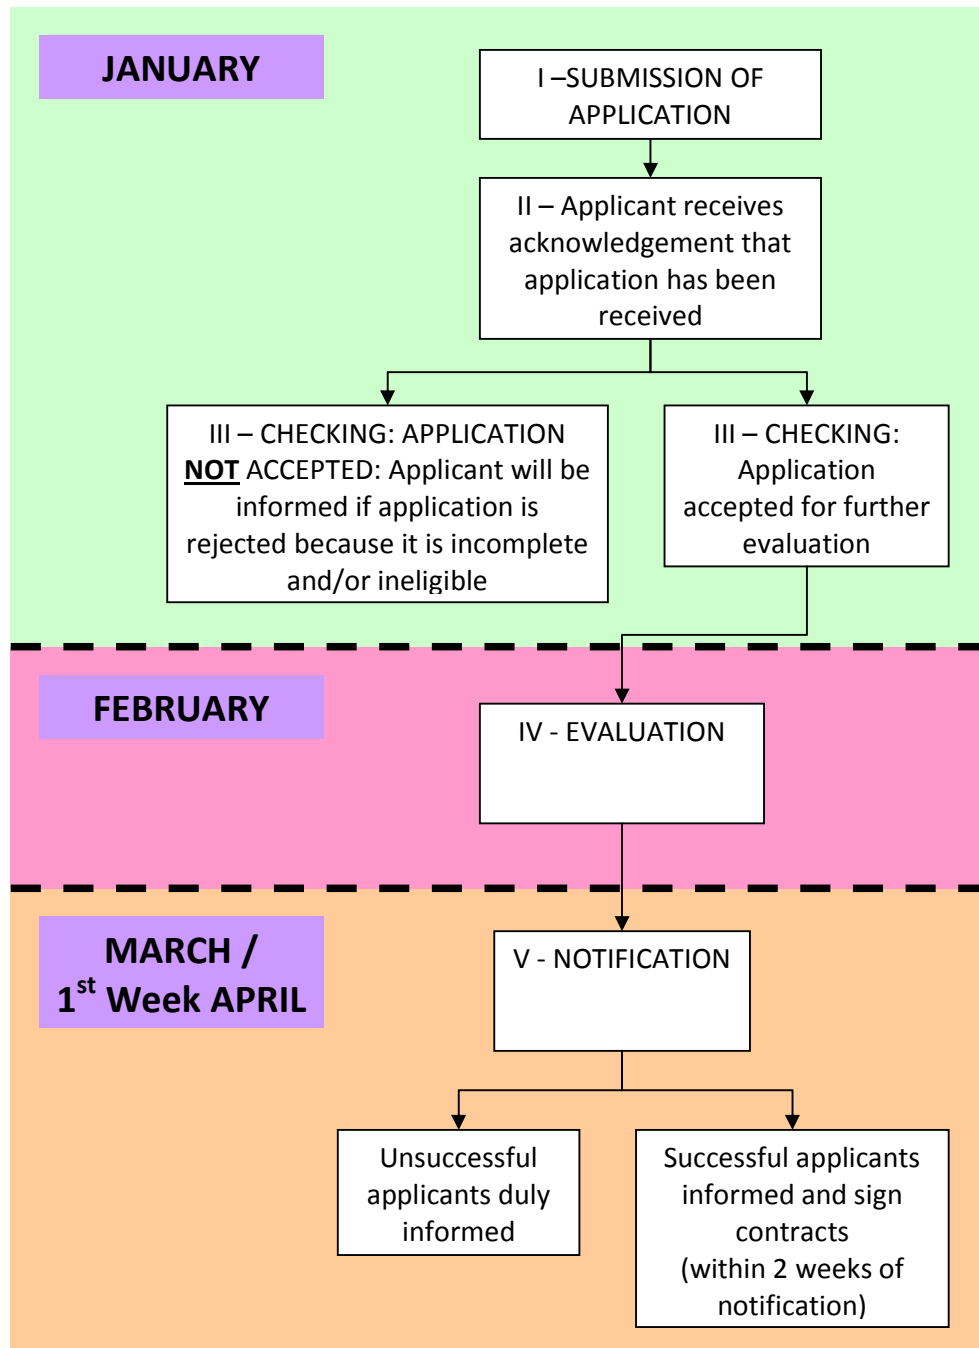 JANUARY
I –SUBMISSION OF
APPLICATION
II – Applicant receives
acknowledgement that
application has been
received
III – CHECKING: APPLICATION
NOT ACCEPTED: Applicant will be
informed if application is
rejected because it is incomplete
and/or ineligible
III – CHECKING:
Application
accepted for further
evaluation
FEBRUARY
IV - EVALUATION
MARCH /
1st Week APRIL
V - NOTIFICATION
Unsuccessful
applicants duly
informed
Successful applicants
informed and sign
contracts
(within 2 weeks of
notification)